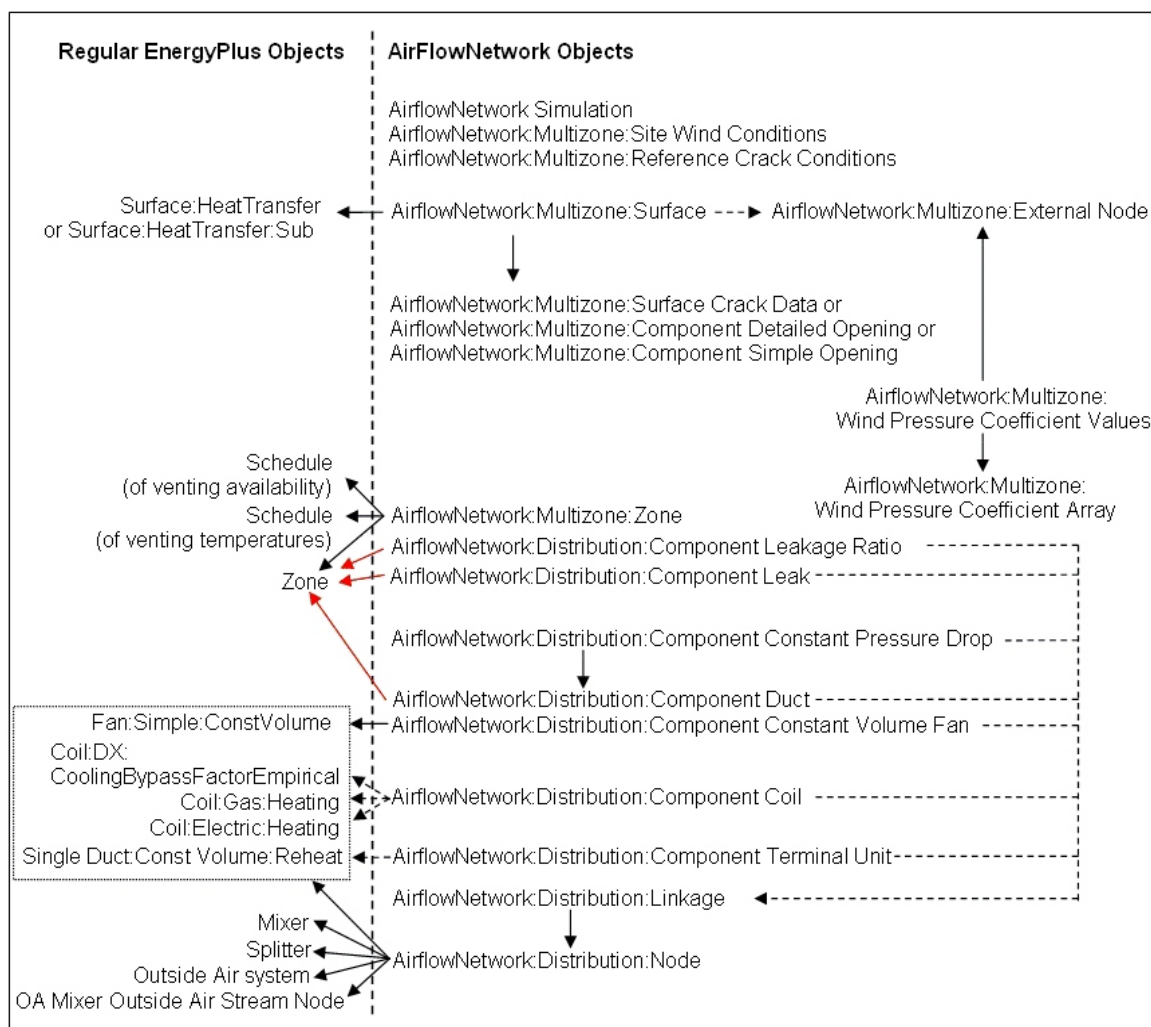 Regular EnergyPlus Objects
AirFlowNetwork Objects
AirflowNetwork Simulation
AirflowNetwork:Multizone:Site Wind Conditions
AirflowNetwork:Multizone:Reference Crack Conditions
Surface:HeatTransfer
or Surface:HeatTransfer:Sub
AirflowNetwork:Multizone:Surface
AirflowNetwork:Multizone:External Node
AirflowNetwork:Multizone:Surface Crack Data or
AirflowNetwork:Multizone:Component Detailed Opening or
AirflowNetwork:Multizone:Component Simple Opening
AirflowNetwork:Multizone:
Wind Pressure Coefficient Values
AirflowNetwork:Multizone:
Wind Pressure Coefficient Array
Schedule
(of venting availability)
Schedule
(of venting temperatures)
Zone
AirflowNetwork:Multizone:Zone
AirflowNetwork:Distribution:Component Leakage Ratio
AirflowNetwork:Distribution:Component Leak
AirflowNetwork:Distribution:Component Constant Pressure Drop
AirflowNetwork:Distribution:Component Duct
Fan:Simple:ConstVolume
AirflowNetwork:Distribution:Component Constant Volume Fan
Coil:DX:
CoolingBypassFactorEmpirical
Coil:Gas:Heating
Coil:Electric:Heating
AirflowNetwork:Distribution:Component Coil
Single Duct:Const Volume:Reheat
AirflowNetwork:Distribution:Component Terminal Unit
AirflowNetwork:Distribution:Linkage
Mixer
Splitter
Outside Air system
OA Mixer Outside Air Stream Node
AirflowNetwork:Distribution:Node